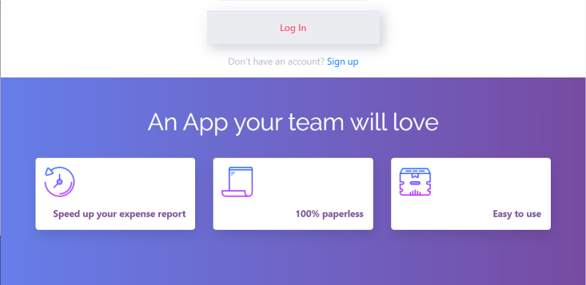 Log In
Don't have an account? Sign up
An App your team will love
Speed up your expense report
100% paperless
Easy to use